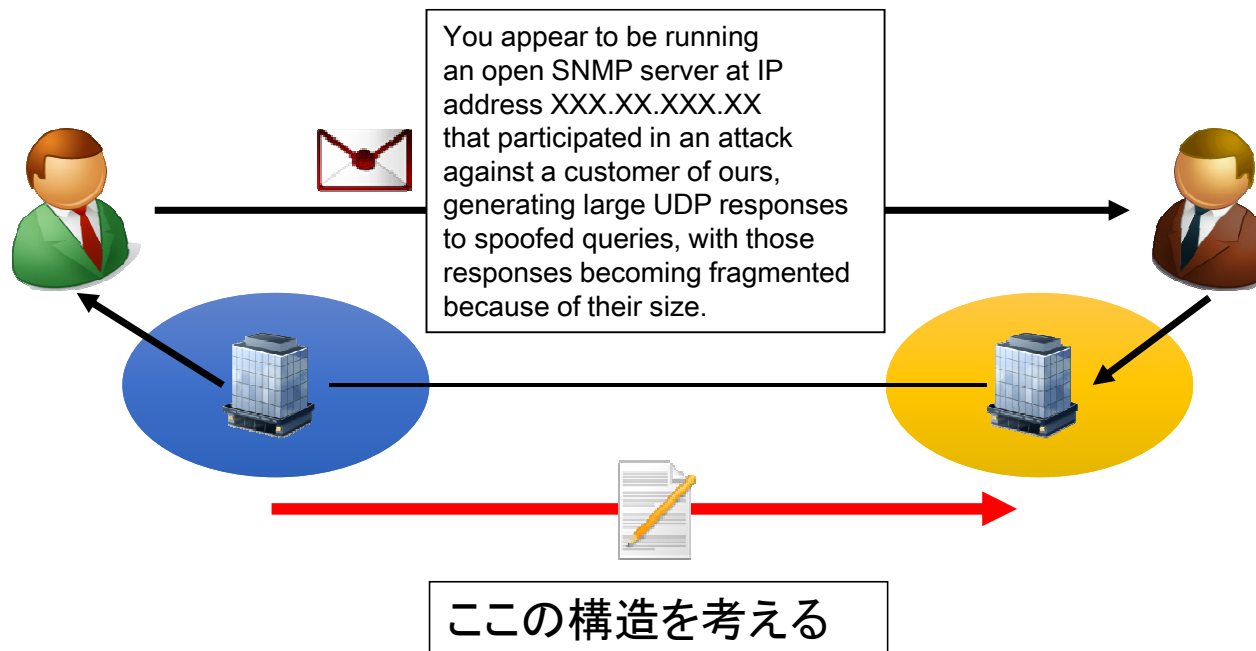 You appear to be running
an open SNMP server at IP
address XXX.XX.XXX.XX
that participated in an attack
against a customer of ours,
generating large UDP responses
to spoofed queries, with those
responses becoming fragmented
because of their size.
ここの構造を考える